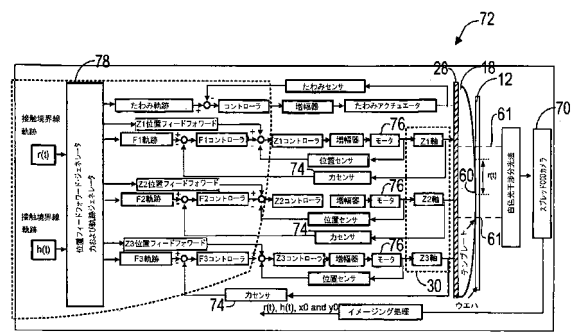 72
78
28
18
12
70
たわみセンサ
たわみ軌跡
コントローラ
増幅器
たわみアクチュエータ
Z1位置フィードフォワード
F1軌跡
F1コントローラ
Z1コントローラ
増幅器
76
モータ
Z1軸
位置センサ
74
力センサ
接触境界線
軌跡
r(t)
位置フィードフォワード・ジェネレータ
力および軌跡ジェネレータ
Z2位置フィードフォワード
F2軌跡
F2コントローラ
Z2コントローラ
増幅器
76
モータ
Z2軸
位置センサ
74
力センサ
接触境界線
軌跡
h(t)
Z3位置フィードフォワード
F3軌跡
F3コントローラ
Z3コントローラ
増幅器
76
モータ
Z3軸
位置センサ
30
力センサ
74
r(t), h(t), x0 and y0
イメージング処理
61
60
61
テンプレート
ウエハ
白色光干渉分光法